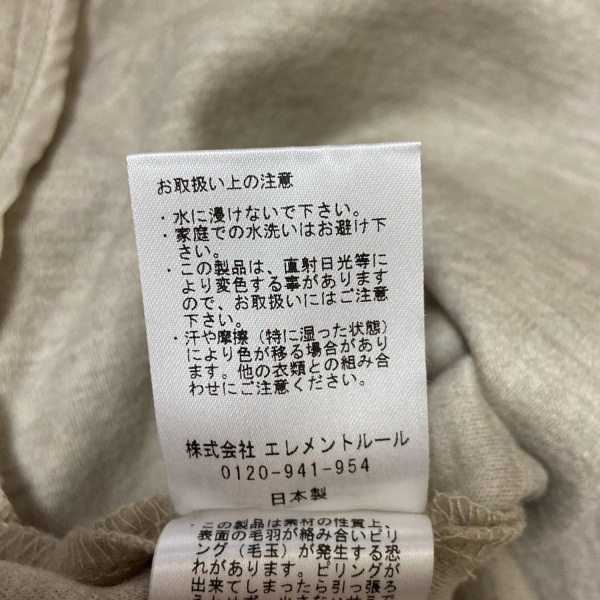 お取扱い上の注意
・水に浸けないで下さい。
・家庭での水洗いはお避け下
さい。
・この製品は、直射日光等に
より変色する事があります
ので、お取扱いにはご注意
下さい。
・汗や摩擦（特に湿った状態）
により色が移る場合があり
ます。他の衣類との組み合
わせにご注意ください。
株式会社 エレメントルール
0120-941-954
日本製
・この製品は素材の性質上、
表面の毛羽が絡み合いピリ
ング（毛玉）が発生する恐
れがあります。ピリングが
出来てしまったら引っ張ろ